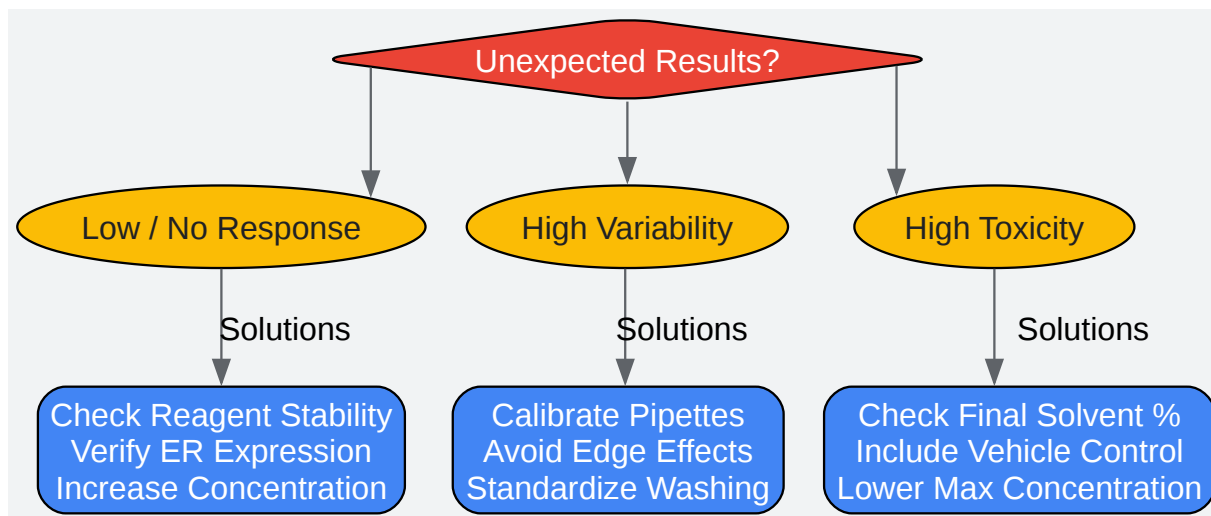 Unexpected Results?
Low / No Response
High Variability
High Toxicity
Solutions
Solutions
Solutions
Check Reagent Stability
Verify ER Expression
Increase Concentration
Calibrate Pipettes
Avoid Edge Effects
Standardize Washing
Check Final Solvent %
Include Vehicle Control
Lower Max Concentration